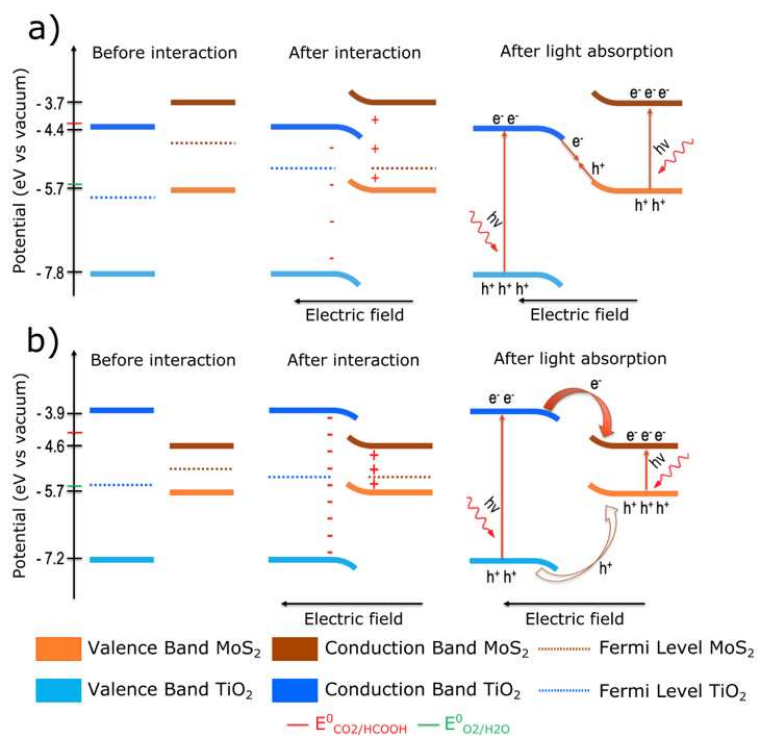 a)
Before interaction
After interaction
After light absorption
Potential (eV vs vacuum)
- 3.7
- 4.4
- 5.7
- 7.8
- - - - -
+ + +
e⁻ e⁻
e⁻ e⁻ e⁻
e⁻
h⁺
hν
hν
h⁺ h⁺
h⁺ h⁺ h⁺
Electric field
Electric field
b)
Before interaction
After interaction
After light absorption
Potential (eV vs vacuum)
- 3.9
- 4.6
- 5.7
- 7.2
+ + + +
e⁻ e⁻
e⁻
e⁻ e⁻ e⁻
hν
hν
h⁺ h⁺ h⁺
h⁺ h⁺
h⁺
Electric field
Electric field
Valence Band MoS₂
Conduction Band MoS₂
Fermi Level MoS₂
Valence Band TiO₂
Conduction Band TiO₂
Fermi Level TiO₂
E⁰CO2/HCOOH
E⁰O2/H2O